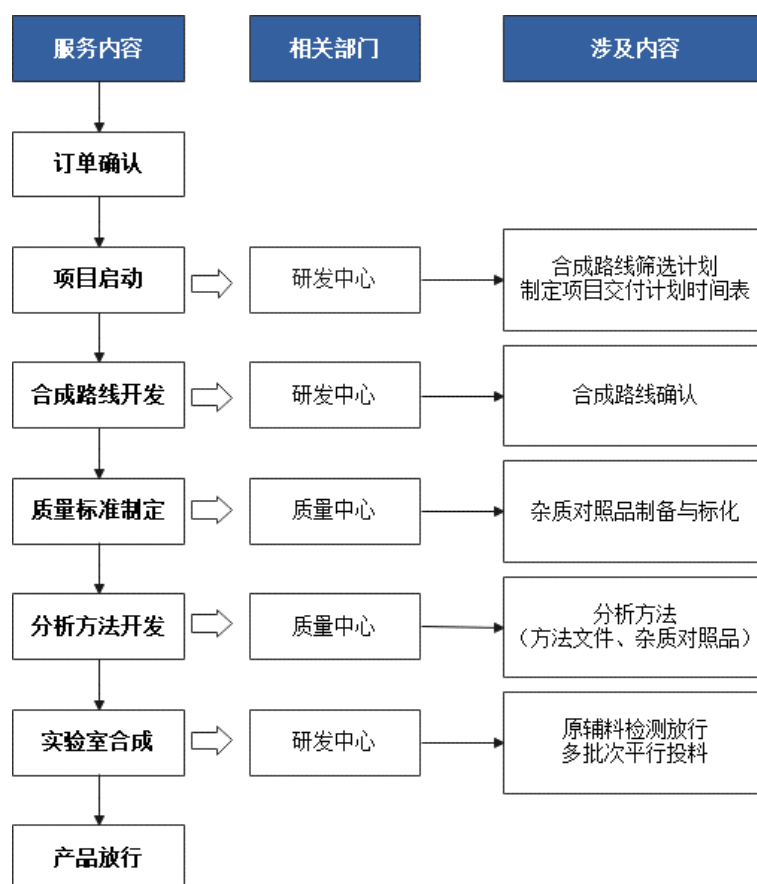 服务内容
相关部门
涉及内容
订单确认
项目启动
研发中心
合成路线筛选计划
制定项目交付计划时间表
合成路线开发
研发中心
合成路线确认
质量标准制定
质量中心
杂质对照品制备与标化
分析方法开发
质量中心
分析方法
（方法文件、杂质对照品）
实验室合成
研发中心
原辅料检测放行
多批次平行投料
产品放行